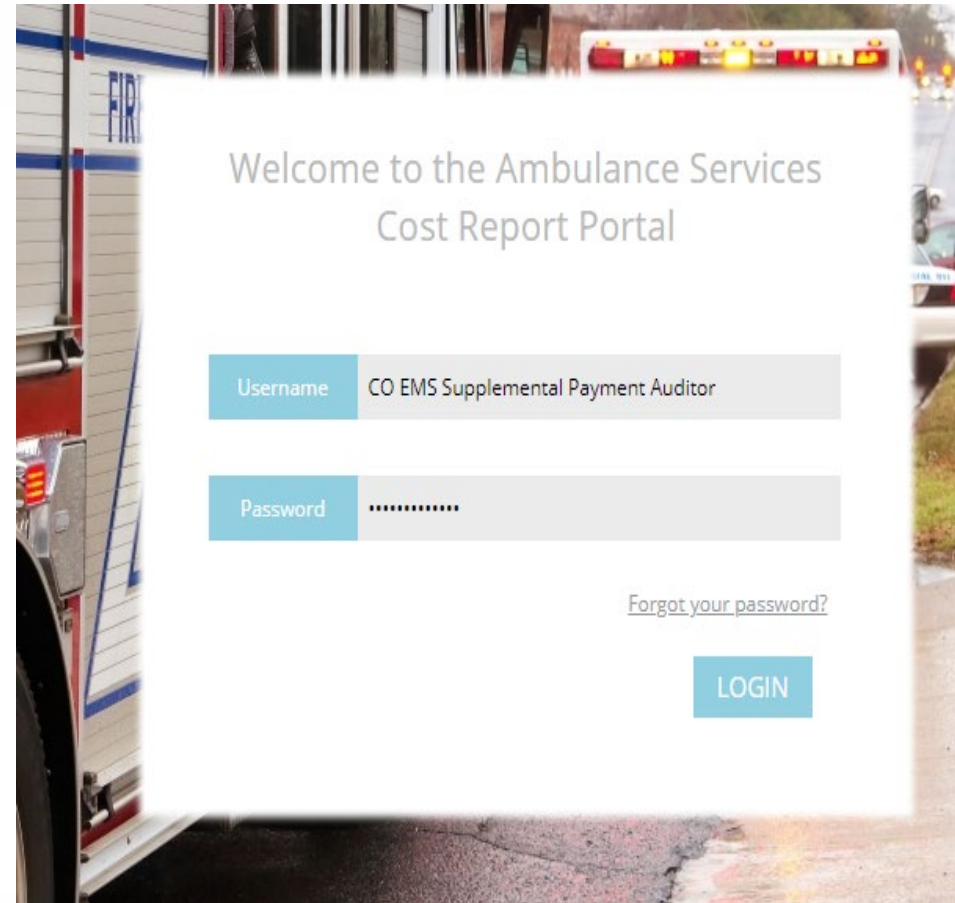 Welcome to the Ambulance Services
Cost Report Portal
Username CO EMS Supplemental Payment Auditor
Password •••••••••••••
Forgot your password?
LOGIN